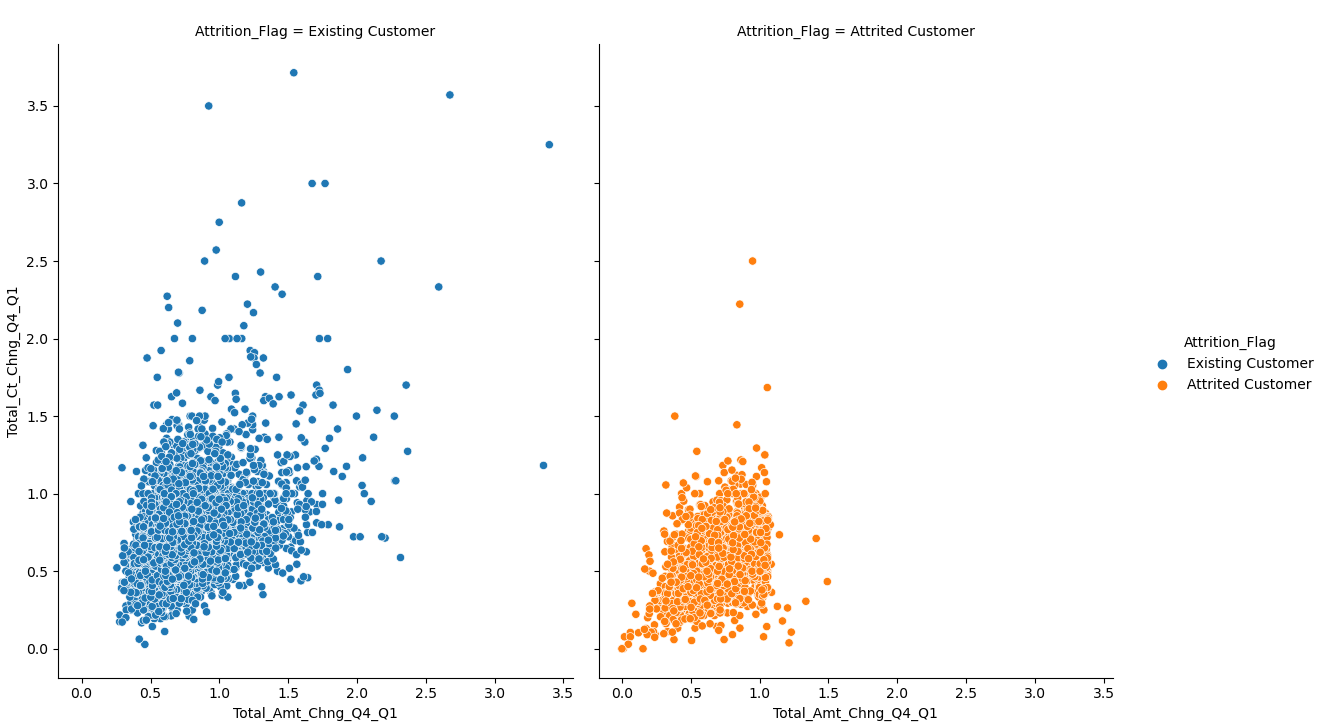 Attrition_Flag = Existing Customer
Attrition_Flag = Attrited Customer
Total_Ct_Chng_Q4_Q1
3.5
3.0
2.5
2.0
1.5
1.0
0.5
0.0
0.0 0.5 1.0 1.5 2.0 2.5 3.0 3.5
Total_Amt_Chng_Q4_Q1
0.0 0.5 1.0 1.5 2.0 2.5 3.0 3.5
Total_Amt_Chng_Q4_Q1
Attrition_Flag
Existing Customer
Attrited Customer